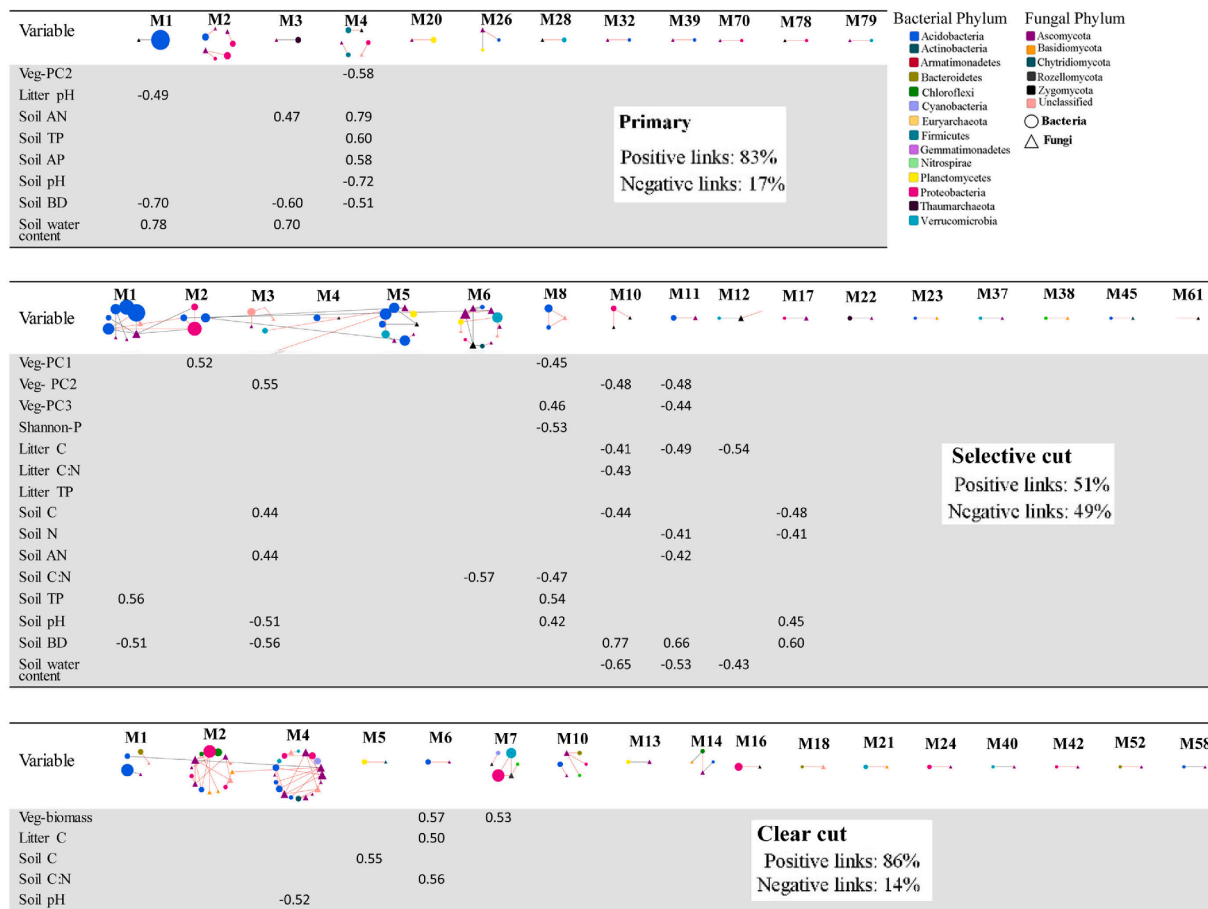 Variable M1 M2 M3 M4 M20 M26 M28 M32 M39 M70 M78 M79
Veg-PC2 -0.58
Litter pH -0.49
Soil AN 0.47 0.79
Soil TP 0.60
Soil AP 0.58
Soil pH -0.72
Soil BD -0.70 -0.60 -0.51
Soil water content 0.78 0.70
Primary
Positive links: 83%
Negative links: 17%
Bacterial Phylum
Acidobacteria
Actinobacteria
Armatimonadetes
Bacteroidetes
Chloroflexi
Cyanobacteria
Euryarchaeota
Firmicutes
Gemmatimonadetes
Nitrospirae
Planctomycetes
Proteobacteria
Thaumarchaeota
Verrucomicrobia
Fungal Phylum
Ascomycota
Basidiomycota
Chytridiomycota
Rozellomycota
Zygomycota
Unclassified
Bacteria
Fungi
Variable M1 M2 M3 M4 M5 M6 M8 M10 M11 M12 M17 M22 M23 M37 M38 M45 M61
Veg-PC1 0.52 -0.45
Veg- PC2 0.55 -0.48 -0.48
Veg-PC3 0.46 -0.44
Shannon-P -0.53
Litter C -0.41 -0.49 -0.54
Litter C:N -0.43
Litter TP
Soil C 0.44 -0.44 -0.48
Soil N -0.41 -0.41
Soil AN 0.44 -0.42
Soil C:N -0.57 -0.47
Soil TP 0.56 0.54
Soil pH -0.51 0.42 0.45
Soil BD -0.51 -0.56 0.77 0.66 0.60
Soil water content -0.65 -0.53 -0.43
Selective cut
Positive links: 51%
Negative links: 49%
Variable M1 M2 M4 M5 M6 M7 M10 M13 M14 M16 M18 M21 M24 M40 M42 M52 M58
Veg-biomass 0.57 0.53
Litter C 0.50
Soil C 0.55
Soil C:N 0.56
Soil pH -0.52
Clear cut
Positive links: 86%
Negative links: 14%